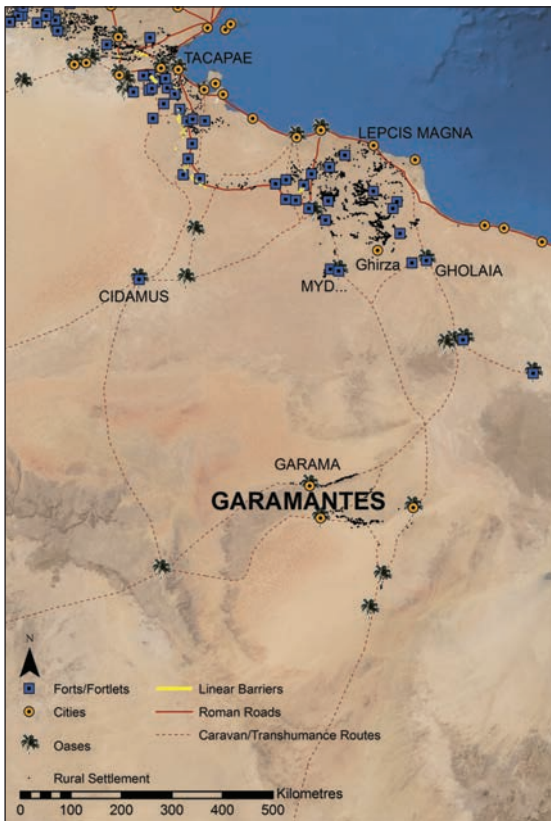 TACAPAE
LEPCIS MAGNA
Ghirza
GHOLAIA
MYD...
CIDAMUS
GARAMA
GARAMANTES
N
Forts/Fortlets
Linear Barriers
Cities
Roman Roads
Oases
Caravan/Transhumance Routes
Rural Settlement
0 100 200 300 400 500 Kilometres